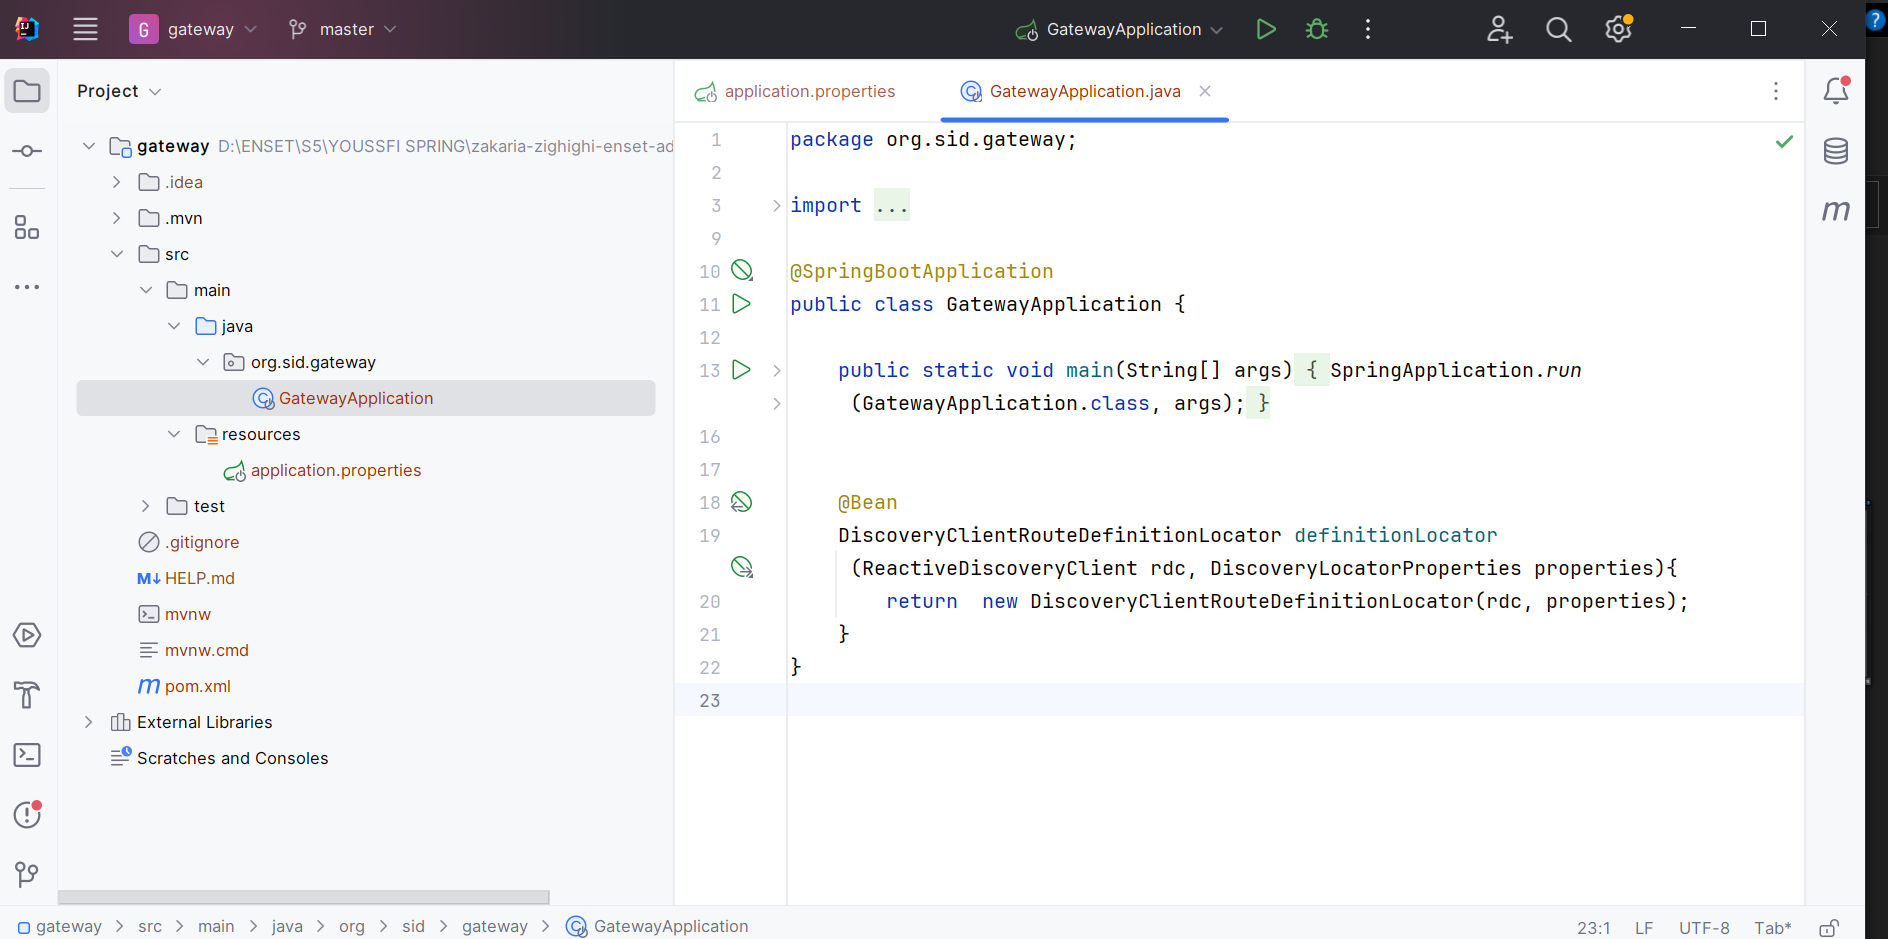 G gateway master GatewayApplication
Project
gateway D:\ENSET\S5\YOUSSFI SPRING\zakaria-zighighi-enset-ad
.idea
.mvn
src
main
java
org.sid.gateway
GatewayApplication
resources
application.properties
test
.gitignore
M↓ HELP.md
mvnw
mvnw.cmd
m pom.xml
External Libraries
Scratches and Consoles
application.properties GatewayApplication.java
1 package org.sid.gateway;
2
3 import ...
9
10 @SpringBootApplication
11 public class GatewayApplication {
12
13 public static void main(String[] args) { SpringApplication.run
(GatewayApplication.class, args); }
16
17
18 @Bean
19 DiscoveryClientRouteDefinitionLocator definitionLocator
(ReactiveDiscoveryClient rdc, DiscoveryLocatorProperties properties){
20 return  new DiscoveryClientRouteDefinitionLocator(rdc, properties);
21 }
22 }
23
m
gateway > src > main > java > org > sid > gateway > GatewayApplication
23:1 LF UTF-8 Tab*